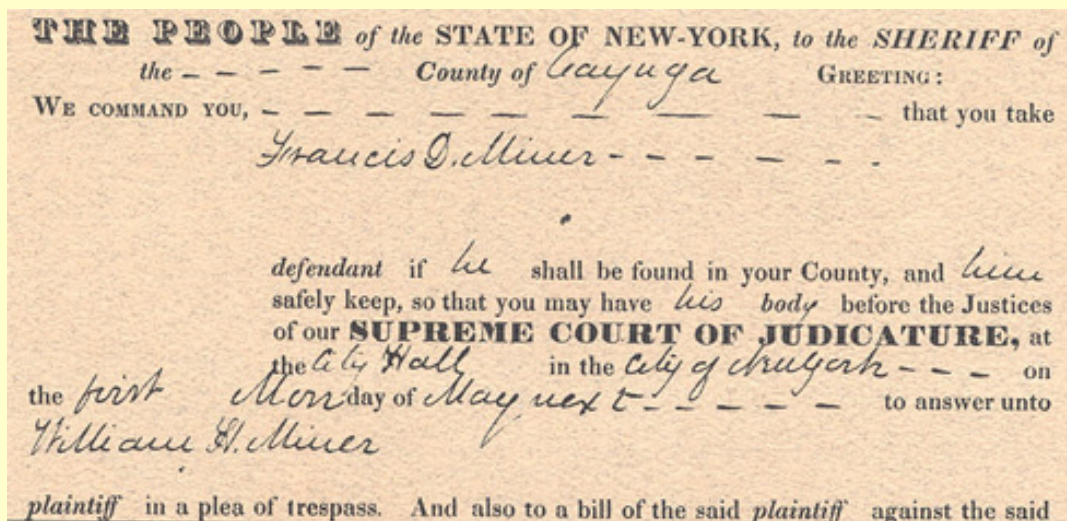 THE PEOPLE of the STATE OF NEW-YORK, to the SHERIFF of
the - - - - - County of Cayuga GREETING:
WE COMMAND YOU, - - - - - - - - that you take
Francis D. Miner - - - - - -
defendant if he shall be found in your County, and him
safely keep, so that you may have his body before the Justices
of our SUPREME COURT OF JUDICATURE, at
the City Hall in the City of New York - - - on
the first Monday of May next - - - - - - to answer unto
William H. Miner
plaintiff in a plea of trespass. And also to a bill of the said plaintiff against the said